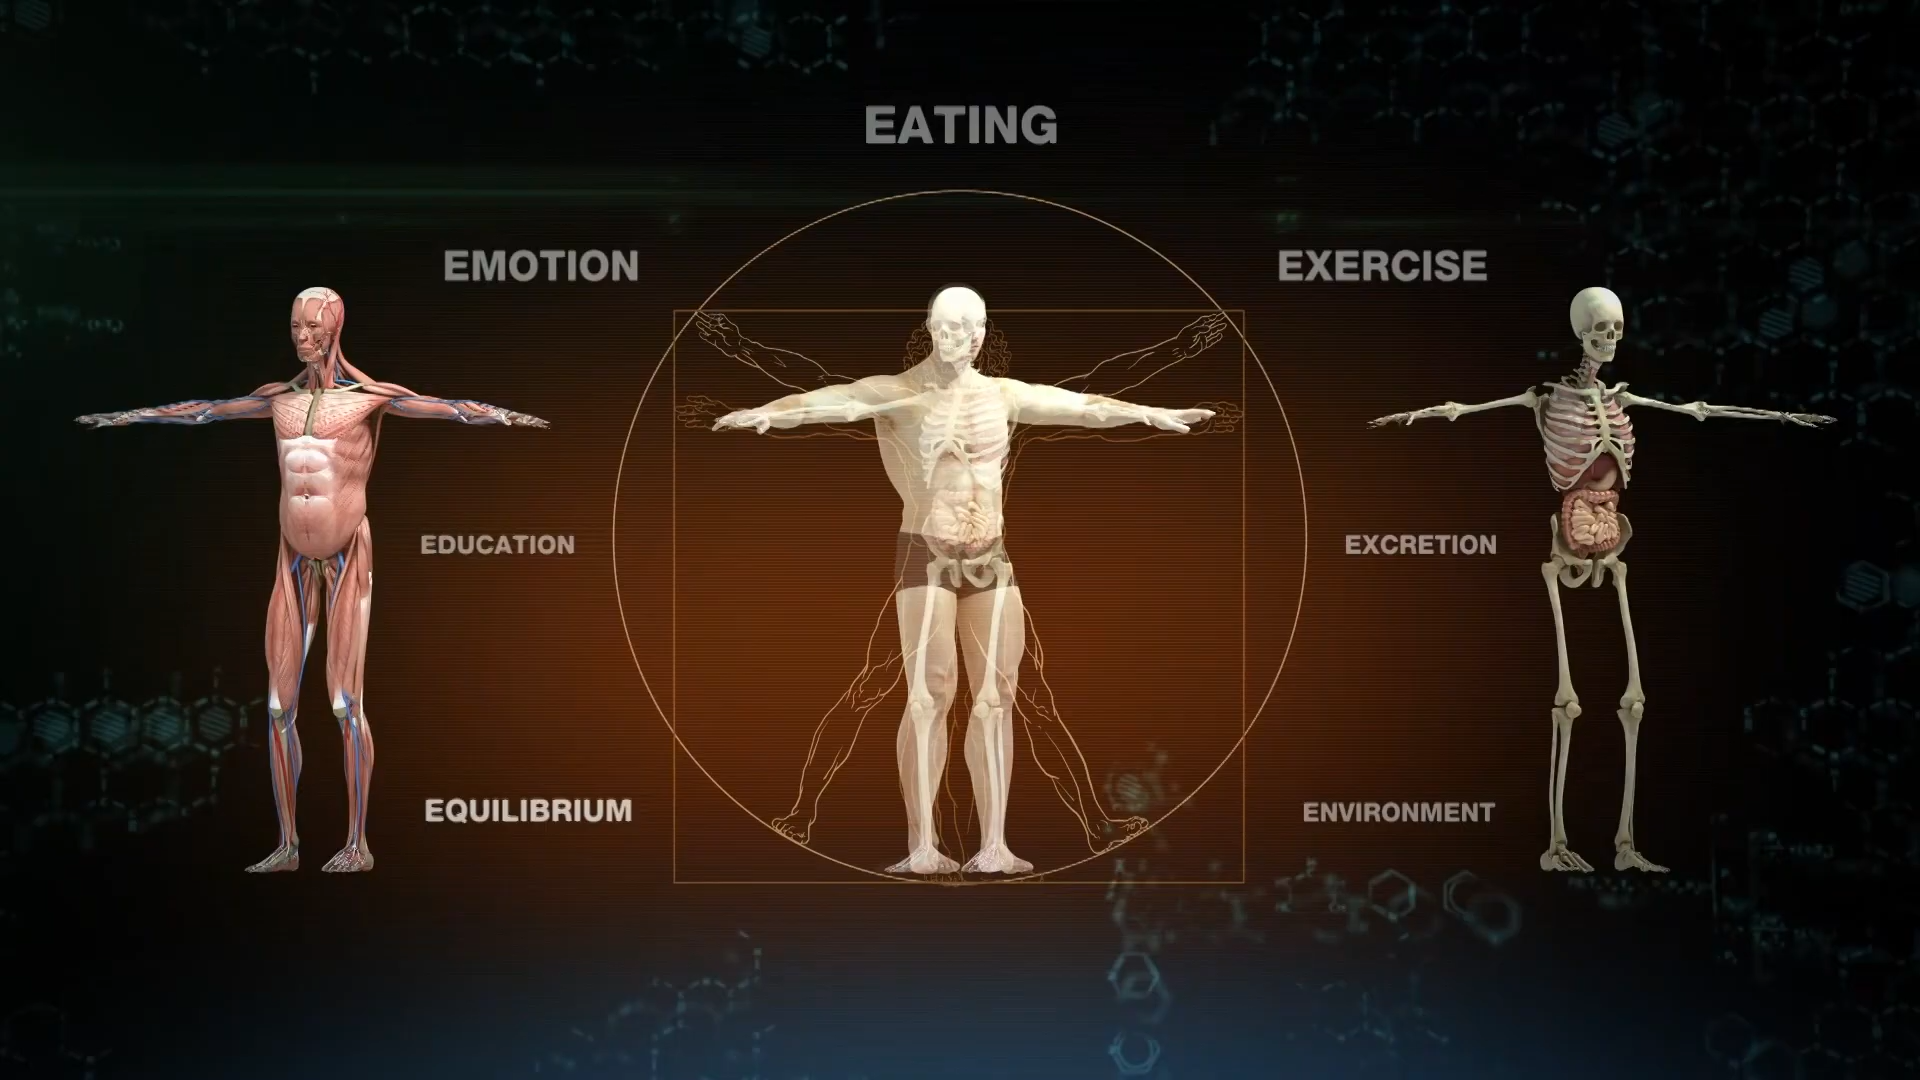 EATING
EMOTION
EXERCISE
EDUCATION
EXCRETION
EQUILIBRIUM
ENVIRONMENT